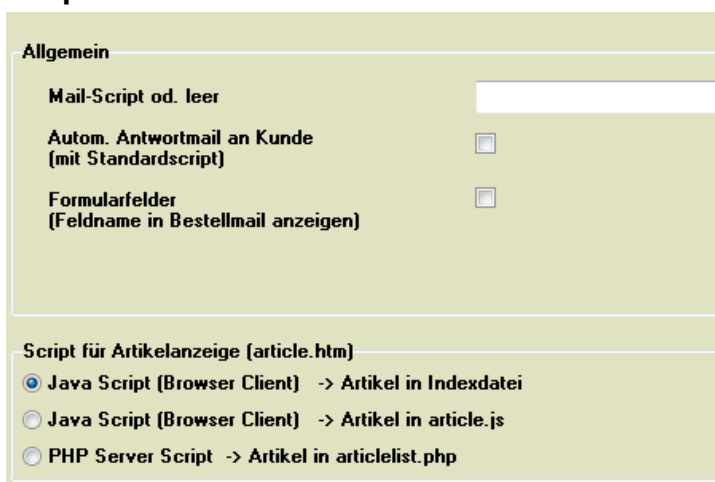 Allgemein
Mail-Script od. leer
Autom. Antwortmail an Kunde
(mit Standardscript)
Formularfelder
(Feldname in Bestellmail anzeigen)
Script für Artikelanzeige (article.htm)
Java Script (Browser Client) -> Artikel in Indexdatei
Java Script (Browser Client) -> Artikel in article.js
PHP Server Script -> Artikel in articlelist.php